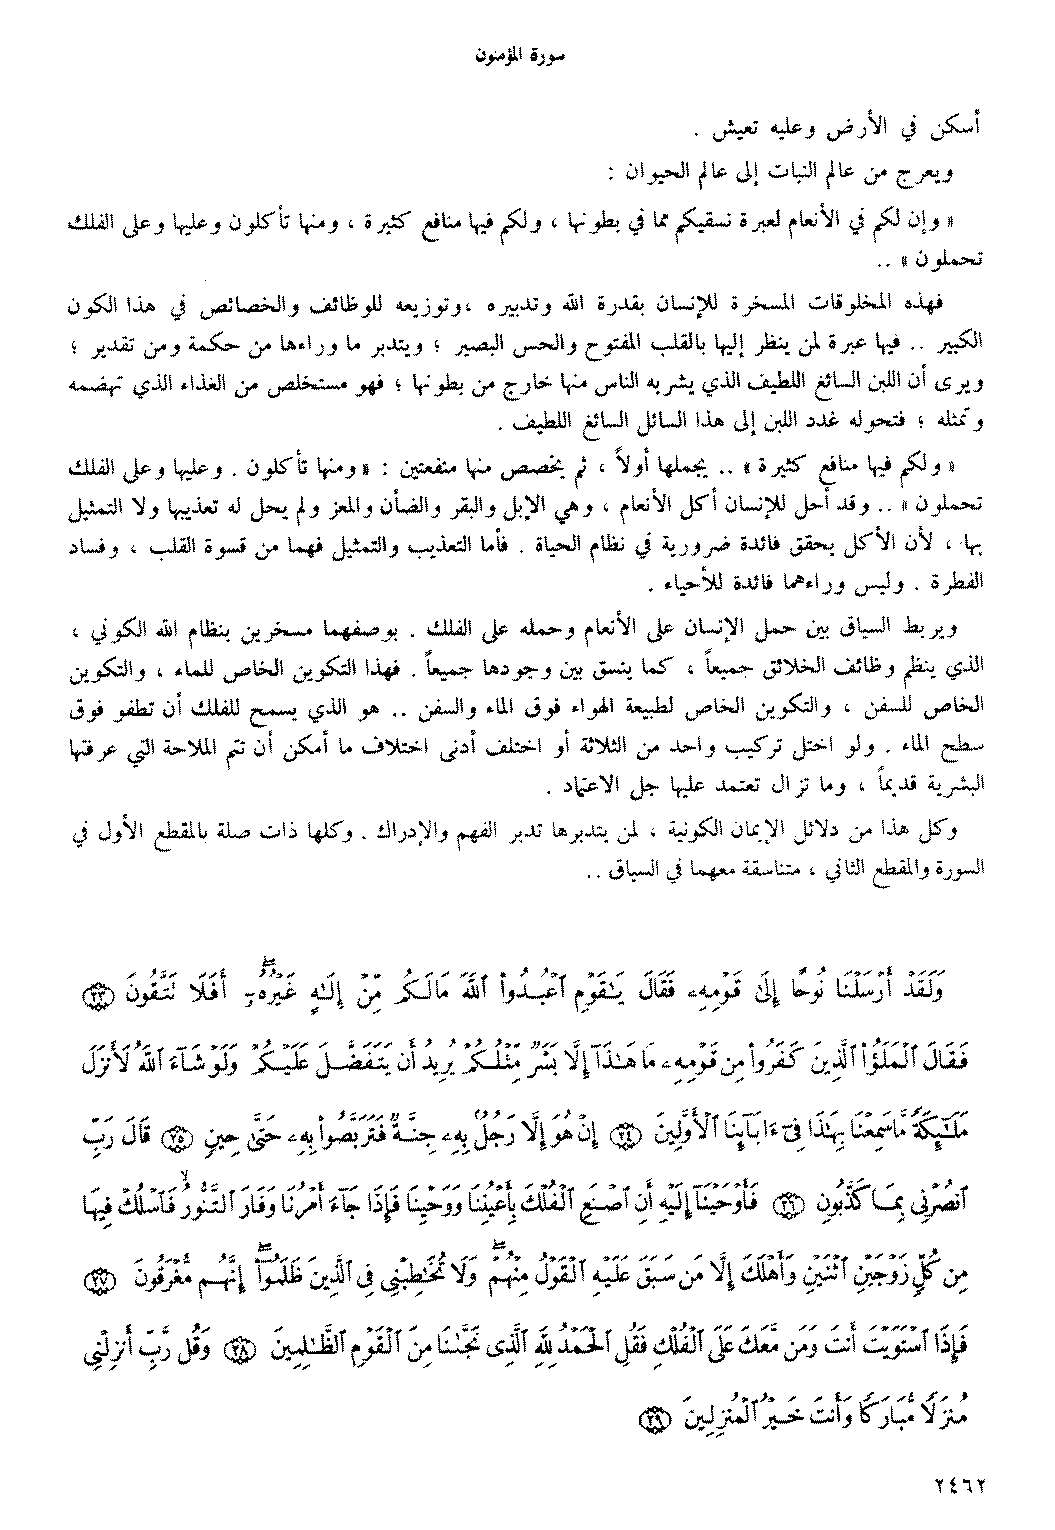 سورة المؤمنون
أسكن في الأرض وعليه تعيش .
ويعرج من عالم النبات إلى عالم الحيوان :
« وإن لكم في الأنعام لعبرة نسقيكم مما في بطونها ، ولكم فيها منافع كثيرة ، ومنها تأكلون وعليها وعلى الفلك
تحملون » ..
فهذه المخلوقات المسخرة للإنسان بقدرة الله وتدبيره ،وتوزيعه للوظائف والخصائص في هذا الكون
الكبير .. فيها عبرة لمن ينظر إليها بالقلب المفتوح والحس البصير ؛ ويتدبر ما وراءها من حكمة ومن تقدير ؛
ويرى أن اللبن السائغ اللطيف الذي يشربه الناس منها خارج من بطونها ؛ فهو مستخلص من الغذاء الذي تهضمه
وتمثله ؛ فتحوله غدد اللبن إلى هذا السائل السائغ اللطيف .
« ولكم فيها منافع كثيرة » .. يجملها أولاً ، ثم يخصص منها منفعتين : « ومنها تأكلون . وعليها وعلى الفلك
تحملون » .. وقد أحل للإنسان أكل الأنعام ، وهي الإبل والبقر والضأن والمعز ولم يحل له تعذيبها ولا التمثيل
بها ، لأن الأكل يحقق فائدة ضرورية في نظام الحياة . فأما التعذيب والتمثيل فهما من قسوة القلب ، وفساد
الفطرة . وليس وراءهما فائدة للأحياء .
ويربط السياق بين حمل الإنسان على الأنعام وحمله على الفلك . بوصفهما مسخرين بنظام الله الكوني ،
الذي ينظم وظائف الخلائق جميعاً ، كما ينسق بين وجودها جميعاً . فهذا التكوين الخاص للماء ، والتكوين
الخاص للسفن ، والتكوين الخاص لطبيعة الهواء فوق الماء والسفن .. هو الذي يسمح للفلك أن تطفو فوق
سطح الماء . ولو اختل تركيب واحد من الثلاثة أو اختلف أدنى اختلاف ما أمكن أن تتم الملاحة التي عرفتها
البشرية قديماً ، وما تزال تعتمد عليها جل الاعتماد .
وكل هذا من دلائل الإيمان الكونية ، لمن يتدبرها تدبر الفهم والإدراك . وكلها ذات صلة بالمقطع الأول في
السورة والمقطع الثاني ، متناسقة معهما في السياق ..
وَلَقَدْ أَرْسَلْنَا نُوحًا إِلَىٰ قَوْمِهِۦ فَقَالَ يَٰقَوْمِ ٱعْبُدُوا۟ ٱللَّهَ مَالَكُم مِّنْ إِلَٰهٍ غَيْرُهُۥٓ ۖ أَفَلَا تَتَّقُونَ ٢٣
فَقَالَ ٱلْمَلَؤُا۟ ٱلَّذِينَ كَفَرُوا۟ مِن قَوْمِهِۦ مَا هَٰذَآ إِلَّا بَشَرٌ مِّثْلُكُمْ يُرِيدُ أَن يَتَفَضَّلَ عَلَيْكُمْ وَلَوْ شَآءَ ٱللَّهُ لَأَنزَلَ
مَلَٰٓئِكَةً مَّا سَمِعْنَا بِهَٰذَا فِىٓ ءَابَآئِنَا ٱلْأَوَّلِينَ ٢٤ إِنْ هُوَ إِلَّا رَجُلٌۢ بِهِۦ جِنَّةٌ فَتَرَبَّصُوا۟ بِهِۦ حَتَّىٰ حِينٍ ٢٥ قَالَ رَبِّ
ٱنصُرْنِى بِمَا كَذَّبُونِ ٢٦ فَأَوْحَيْنَآ إِلَيْهِ أَنِ ٱصْنَعِ ٱلْفُلْكَ بِأَعْيُنِنَا وَوَحْيِنَا فَإِذَا جَآءَ أَمْرُنَا وَفَارَ ٱلتَّنُّورُ ۙ فَٱسْلُكْ فِيهَا
مِن كُلٍّ زَوْجَيْنِ ٱثْنَيْنِ وَأَهْلَكَ إِلَّا مَن سَبَقَ عَلَيْهِ ٱلْقَوْلُ مِنْهُمْ ۖ وَلَا تُخَٰطِبْنِى فِى ٱلَّذِينَ ظَلَمُوٓا۟ ۖ إِنَّهُم مُّغْرَقُونَ ٢٧
فَإِذَا ٱسْتَوَيْتَ أَنتَ وَمَن مَّعَكَ عَلَى ٱلْفُلْكِ فَقُلِ ٱلْحَمْدُ لِلَّهِ ٱلَّذِى نَجَّىٰنَا مِنَ ٱلْقَوْمِ ٱلظَّٰلِمِينَ ٢٨ وَقُل رَّبِّ أَنزِلْنِى
مُنزَلًا مُّبَارَكًا وَأَنتَ خَيْرُ ٱلْمُنزِلِينَ ٢٩
٢٤٦٢